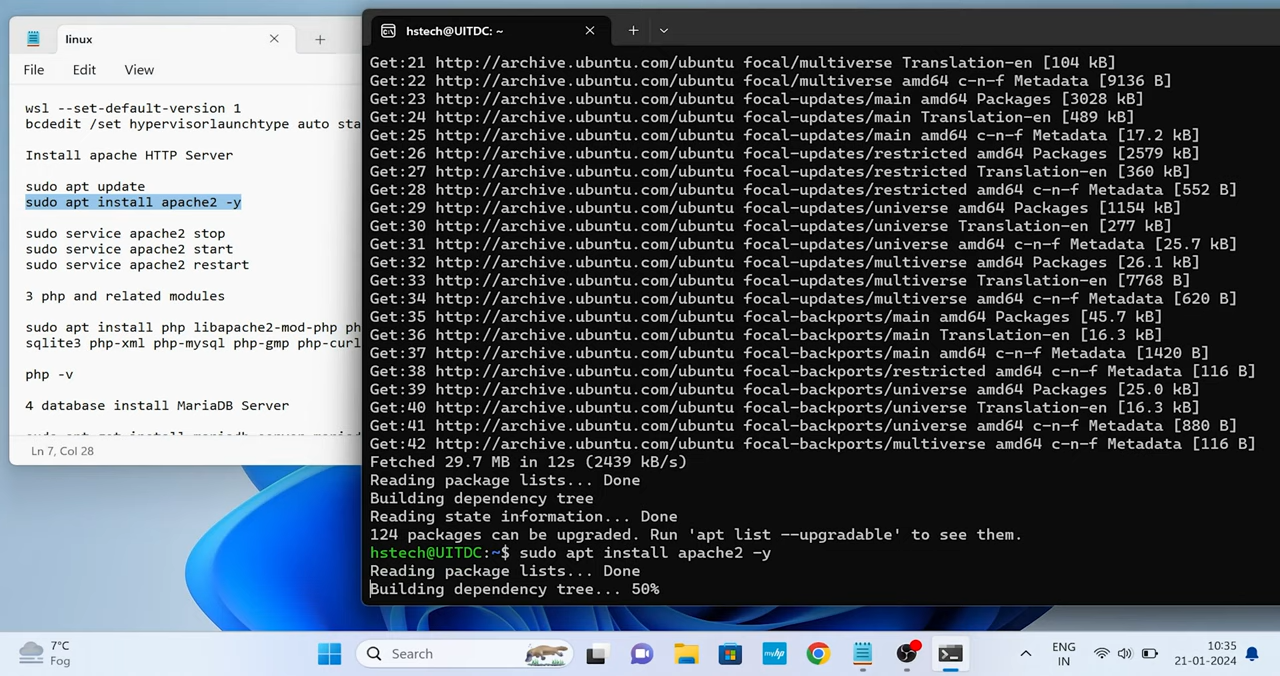 linux
File Edit View
wsl --set-default-version 1
bcdedit /set hypervisorlaunchtype auto sta
Install apache HTTP Server
sudo apt update
sudo apt install apache2 -y
sudo service apache2 stop
sudo service apache2 start
sudo service apache2 restart
3 php and related modules
sudo apt install php libapache2-mod-php ph
sqlite3 php-xml php-mysql php-gmp php-curl
php -v
4 database install MariaDB Server
Ln 7, Col 28
hstech@UITDC: ~
Get:21 http://archive.ubuntu.com/ubuntu focal/multiverse Translation-en [104 kB]
Get:22 http://archive.ubuntu.com/ubuntu focal/multiverse amd64 c-n-f Metadata [9136 B]
Get:23 http://archive.ubuntu.com/ubuntu focal-updates/main amd64 Packages [3028 kB]
Get:24 http://archive.ubuntu.com/ubuntu focal-updates/main Translation-en [489 kB]
Get:25 http://archive.ubuntu.com/ubuntu focal-updates/main amd64 c-n-f Metadata [17.2 kB]
Get:26 http://archive.ubuntu.com/ubuntu focal-updates/restricted amd64 Packages [2579 kB]
Get:27 http://archive.ubuntu.com/ubuntu focal-updates/restricted Translation-en [360 kB]
Get:28 http://archive.ubuntu.com/ubuntu focal-updates/restricted amd64 c-n-f Metadata [552 B]
Get:29 http://archive.ubuntu.com/ubuntu focal-updates/universe amd64 Packages [1154 kB]
Get:30 http://archive.ubuntu.com/ubuntu focal-updates/universe Translation-en [277 kB]
Get:31 http://archive.ubuntu.com/ubuntu focal-updates/universe amd64 c-n-f Metadata [25.7 kB]
Get:32 http://archive.ubuntu.com/ubuntu focal-updates/multiverse amd64 Packages [26.1 kB]
Get:33 http://archive.ubuntu.com/ubuntu focal-updates/multiverse Translation-en [7768 B]
Get:34 http://archive.ubuntu.com/ubuntu focal-updates/multiverse amd64 c-n-f Metadata [620 B]
Get:35 http://archive.ubuntu.com/ubuntu focal-backports/main amd64 Packages [45.7 kB]
Get:36 http://archive.ubuntu.com/ubuntu focal-backports/main Translation-en [16.3 kB]
Get:37 http://archive.ubuntu.com/ubuntu focal-backports/main amd64 c-n-f Metadata [1420 B]
Get:38 http://archive.ubuntu.com/ubuntu focal-backports/restricted amd64 c-n-f Metadata [116 B]
Get:39 http://archive.ubuntu.com/ubuntu focal-backports/universe amd64 Packages [25.0 kB]
Get:40 http://archive.ubuntu.com/ubuntu focal-backports/universe Translation-en [16.3 kB]
Get:41 http://archive.ubuntu.com/ubuntu focal-backports/universe amd64 c-n-f Metadata [880 B]
Get:42 http://archive.ubuntu.com/ubuntu focal-backports/multiverse amd64 c-n-f Metadata [116 B]
Fetched 29.7 MB in 12s (2439 kB/s)
Reading package lists... Done
Building dependency tree
Reading state information... Done
124 packages can be upgraded. Run 'apt list --upgradable' to see them.
hstech@UITDC:~$ sudo apt install apache2 -y
Reading package lists... Done
Building dependency tree... 50%
7°C
Fog
Search
myhp
ENG
IN
10:35
21-01-2024